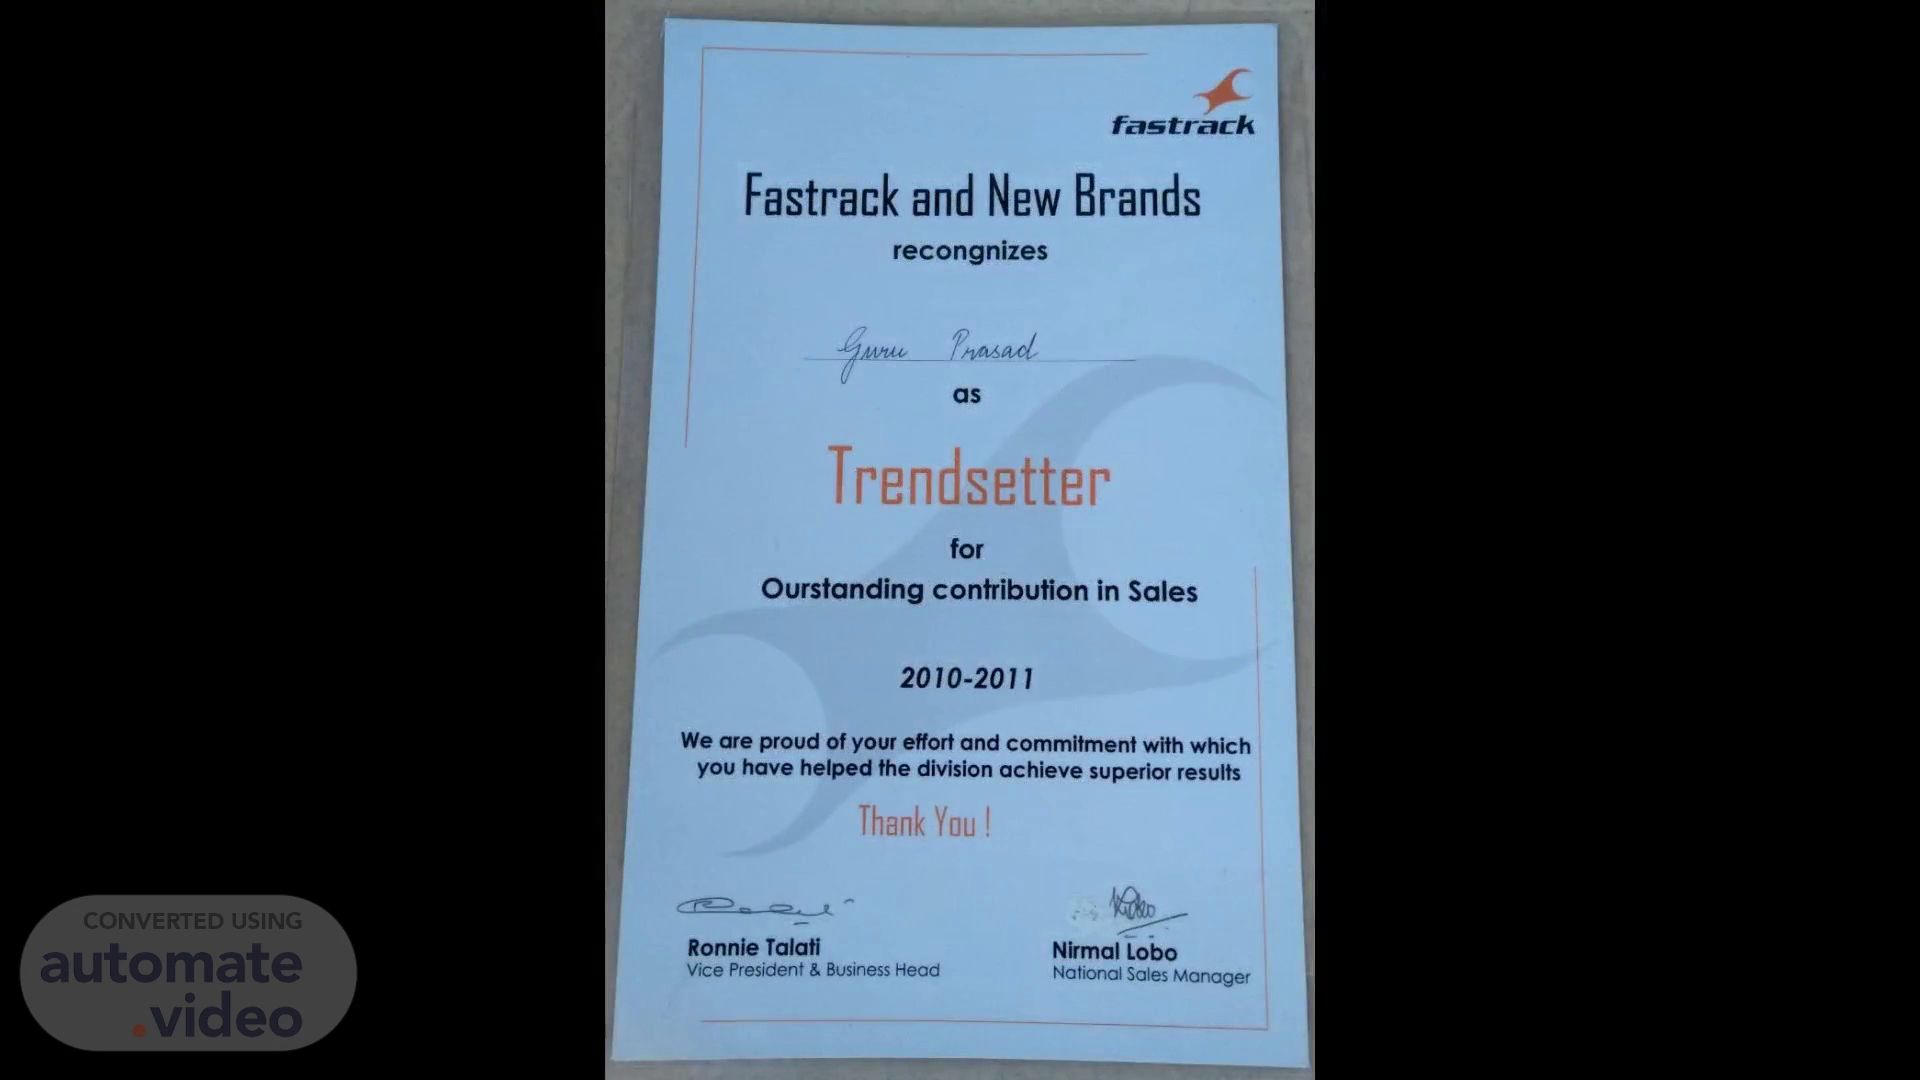 fastrack
Fastrack and New Brands
recongnizes
Guru Prasad
as
Trendsetter
for
Ourstanding contribution in Sales
2010-2011
We are proud of your effort and commitment with which
you have helped the division achieve superior results
Thank You !
Ronnie Talati
Vice President & Business Head
Nirmal Lobo
National Sales Manager
CONVERTED USING
automate
.video